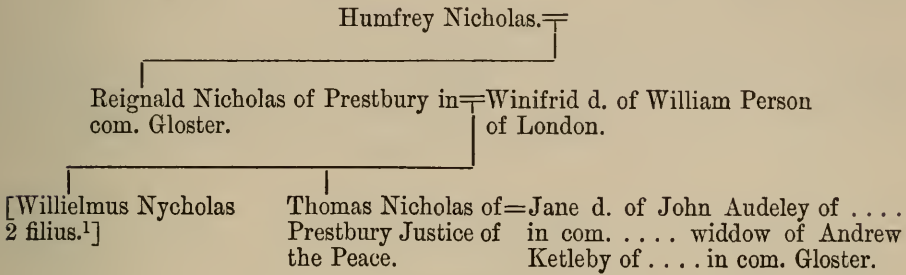 Humfrey Nicholas.=
Reignald Nicholas of Prestbury in=Winifrid d. of William Person
com. Gloster. of London.
[Willielmus Nycholas Thomas Nicholas of=Jane d. of John Audeley of ....
2 filius.¹] Prestbury Justice of in com. .... widdow of Andrew
the Peace. Ketleby of .... in com. Gloster.